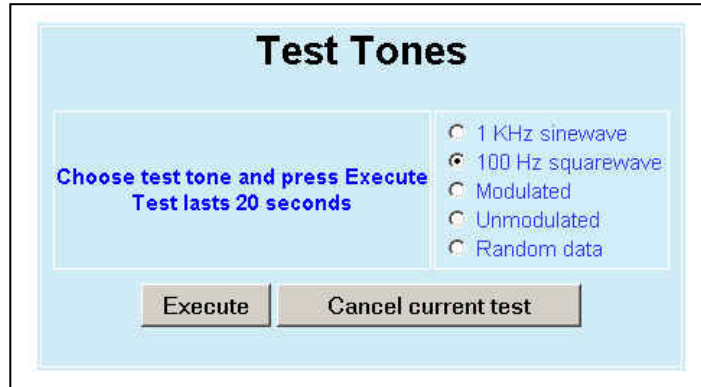 Test Tones
Choose test tone and press Execute
Test lasts 20 seconds
1 KHz sinewave
100 Hz squarewave
Modulated
Unmodulated
Random data
Execute
Cancel current test